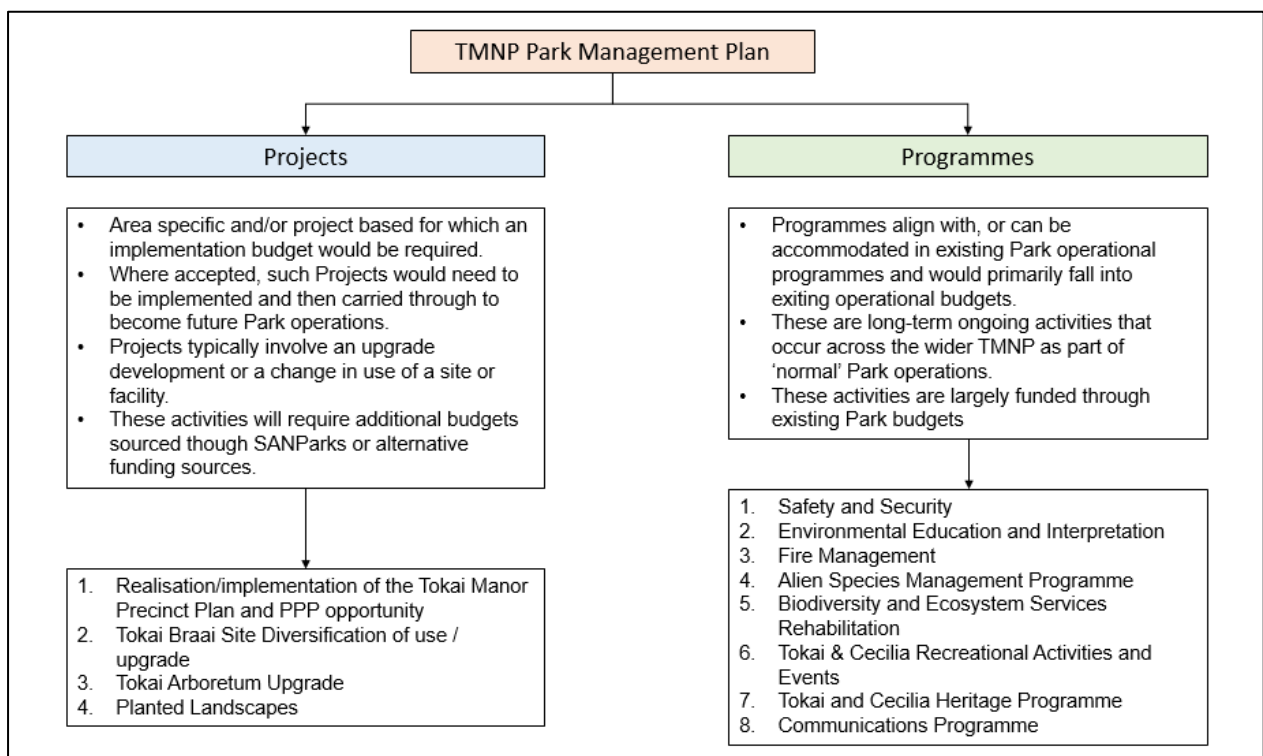 TMNP Park Management Plan
Projects
• Area specific and/or project based for which an
implementation budget would be required.
• Where accepted, such Projects would need to
be implemented and then carried through to
become future Park operations.
• Projects typically involve an upgrade
development or a change in use of a site or
facility.
• These activities will require additional budgets
sourced though SANParks or alternative
funding sources.
1. Realisation/implementation of the Tokai Manor
Precinct Plan and PPP opportunity
2. Tokai Braai Site Diversification of use /
upgrade
3. Tokai Arboretum Upgrade
4. Planted Landscapes
Programmes
• Programmes align with, or can be
accommodated in existing Park operational
programmes and would primarily fall into
exiting operational budgets.
• These are long-term ongoing activities that
occur across the wider TMNP as part of
‘normal’ Park operations.
• These activities are largely funded through
existing Park budgets
1. Safety and Security
2. Environmental Education and Interpretation
3. Fire Management
4. Alien Species Management Programme
5. Biodiversity and Ecosystem Services
Rehabilitation
6. Tokai & Cecilia Recreational Activities and
Events
7. Tokai and Cecilia Heritage Programme
8. Communications Programme